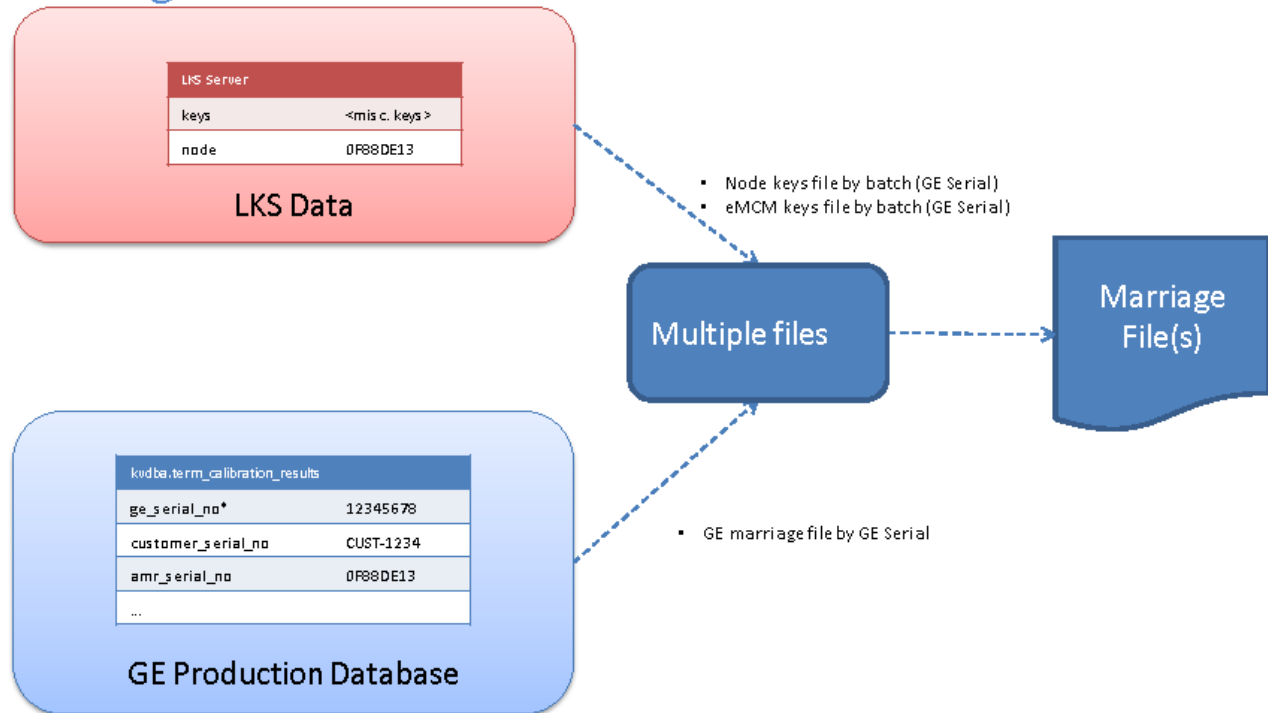 LKS Server
keys <misc. keys>
node 0F88DE13
LKS Data
▪ Node keys file by batch (GE Serial)
▪ eMCM keys file by batch (GE Serial)
Multiple files
Marriage
File(s)
kvdba.term_calibration_results
ge_serial_no* 12345678
customer_serial_no CUST-1234
amr_serial_no 0F88DE13
...
▪ GE marriage file by GE Serial
GE Production Database